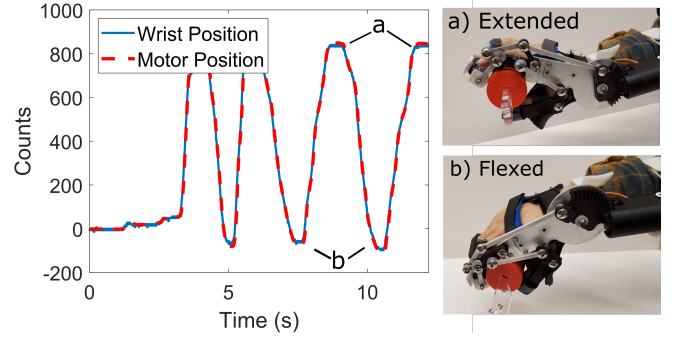 1000
800
600
400
200
0
-200
Counts
Wrist Position
Motor Position
a
b
0
5
10
Time (s)
a) Extended
b) Flexed